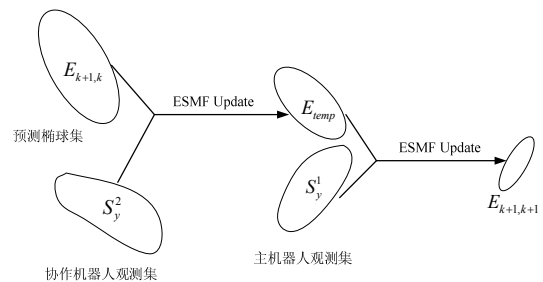 E_{k+1,k}
ESMF Update
预测椭球集
E_{temp}
ESMF Update
S_y^2
S_y^1
E_{k+1,k+1}
协作机器人观测集
主机器人观测集